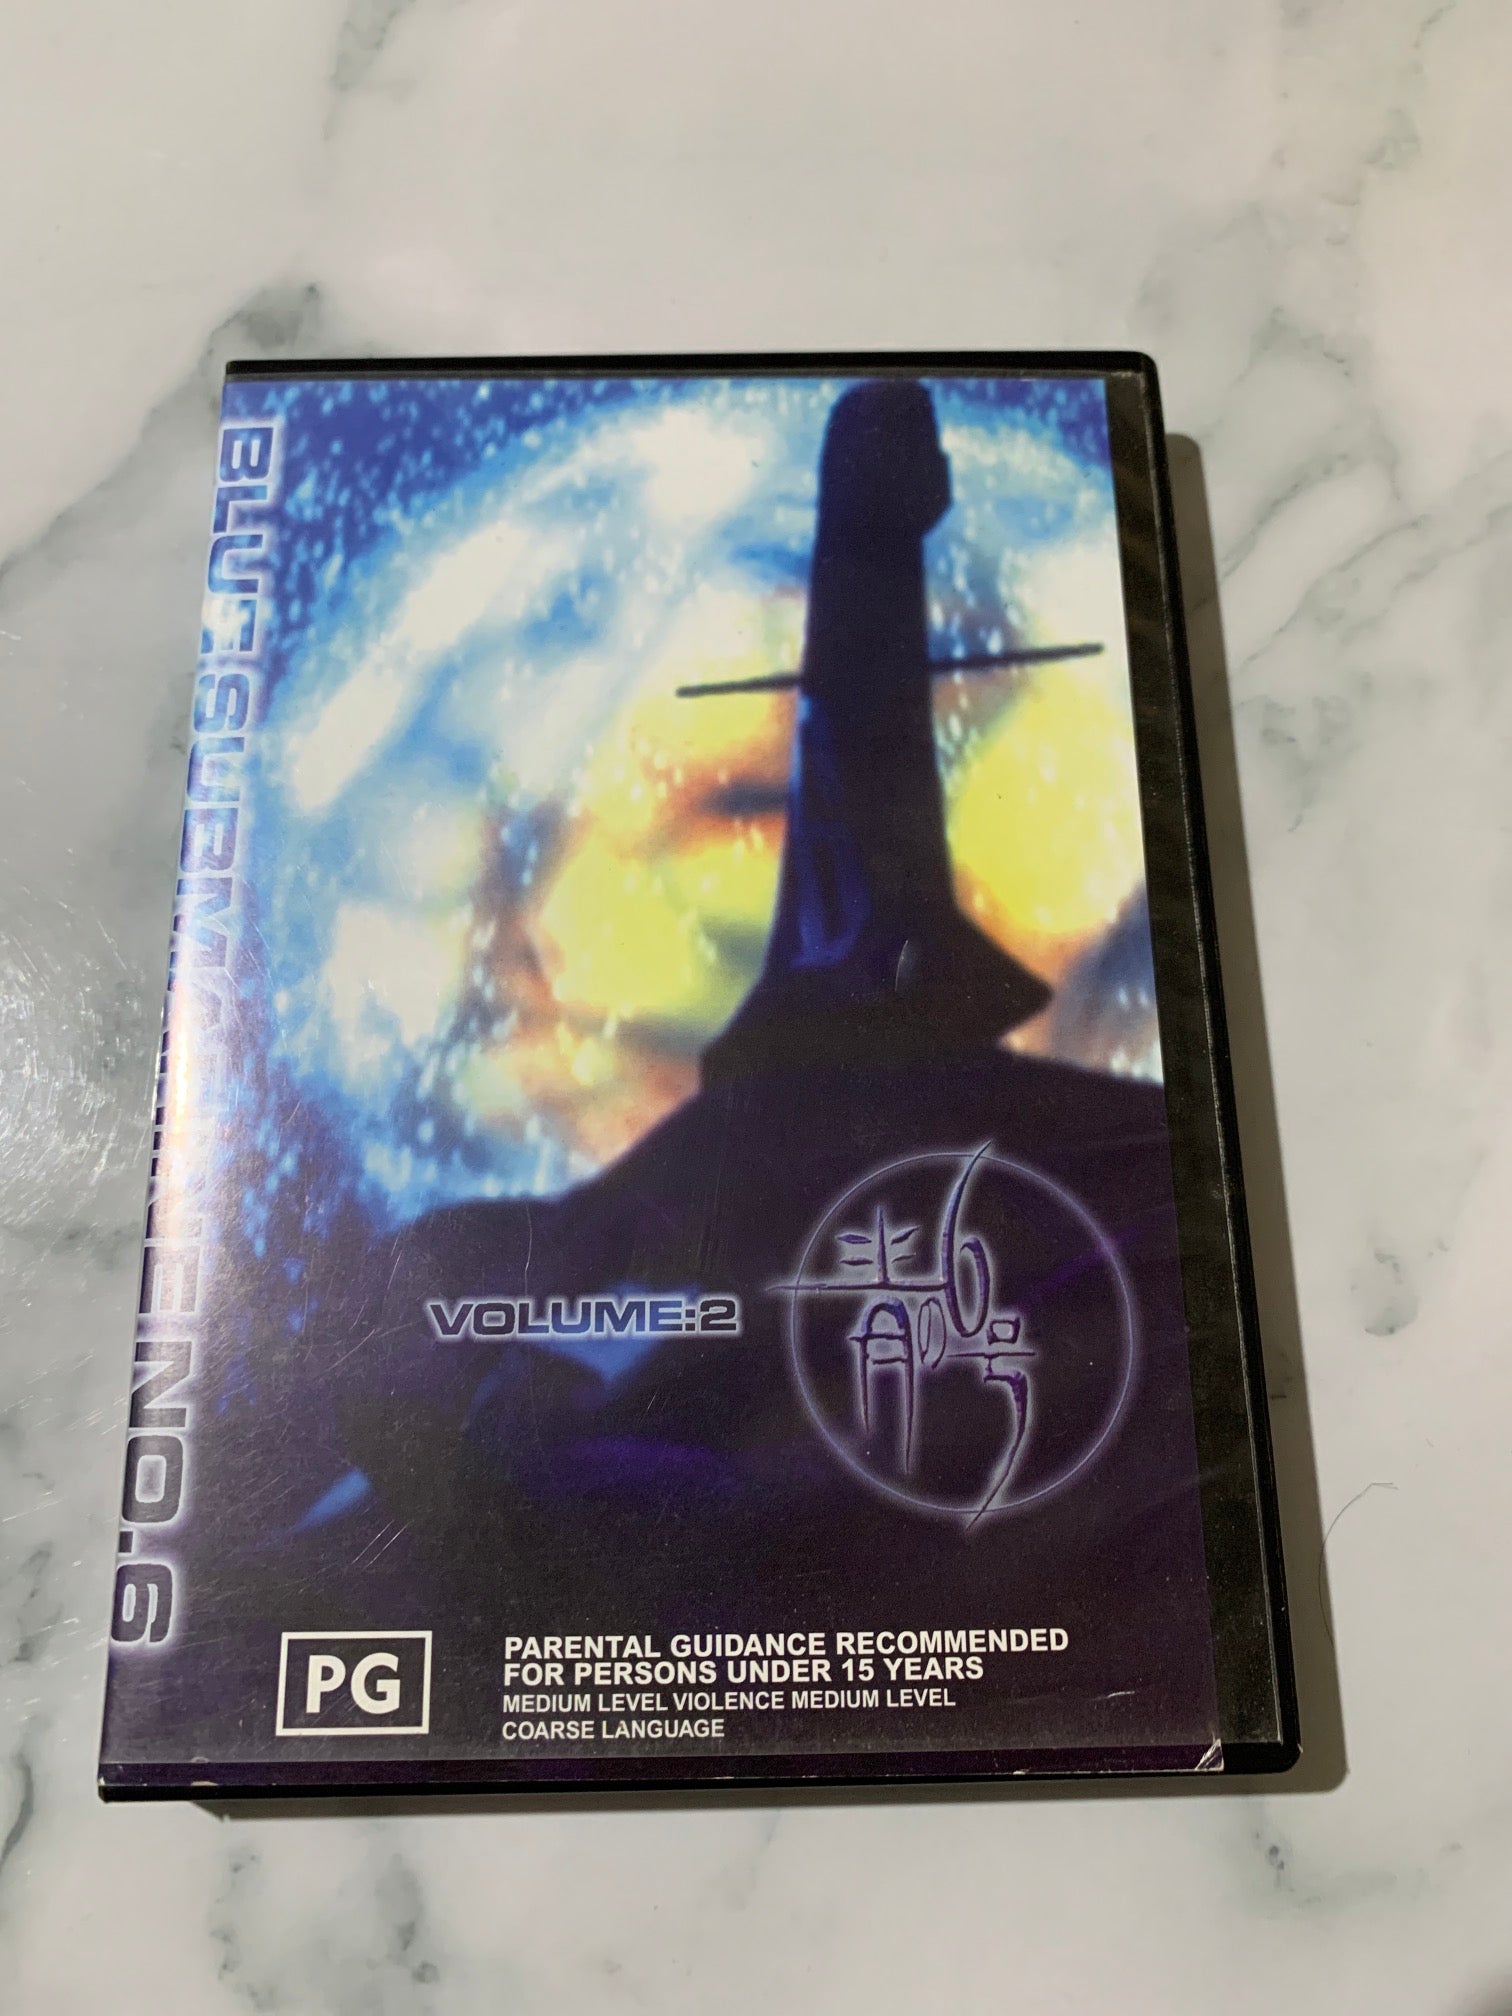 BLUE.SUBMARINE NO.6
VOLUME:2
青の6号
PG
PARENTAL GUIDANCE RECOMMENDED
FOR PERSONS UNDER 15 YEARS
MEDIUM LEVEL VIOLENCE MEDIUM LEVEL
COARSE LANGUAGE